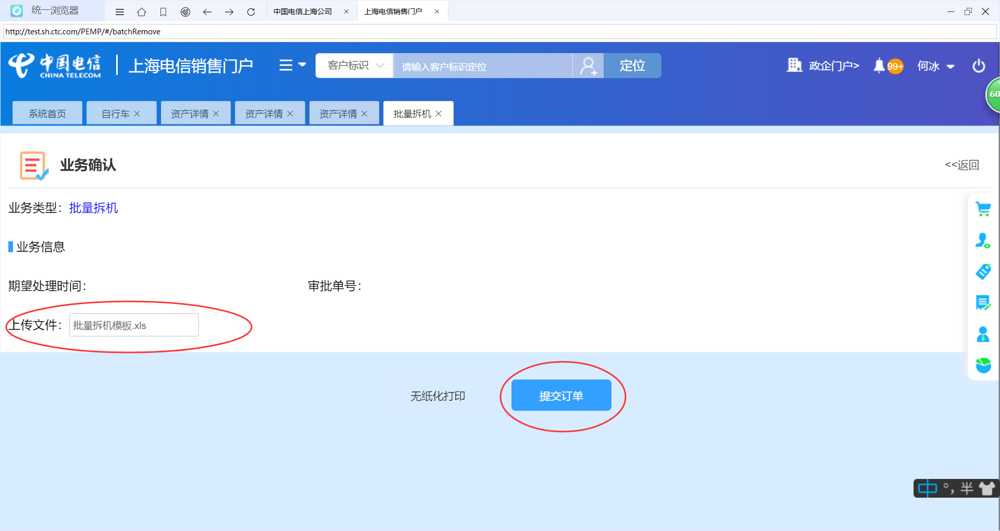 统一浏览器
中国电信上海公司
上海电信销售门户
http://test.sh.ctc.com/PEMP/#/batchRemove
中国电信
CHINA TELECOM
上海电信销售门户
客户标识
请输入客户标识定位
定位
政企门户>
99+
何冰
60
系统首页
自行车
资产详情
资产详情
资产详情
批量拆机
业务确认
<<返回
业务类型：批量拆机
业务信息
期望处理时间：
审批单号：
上传文件：批量拆机模板.xls
无纸化打印
提交订单
中 °, 半